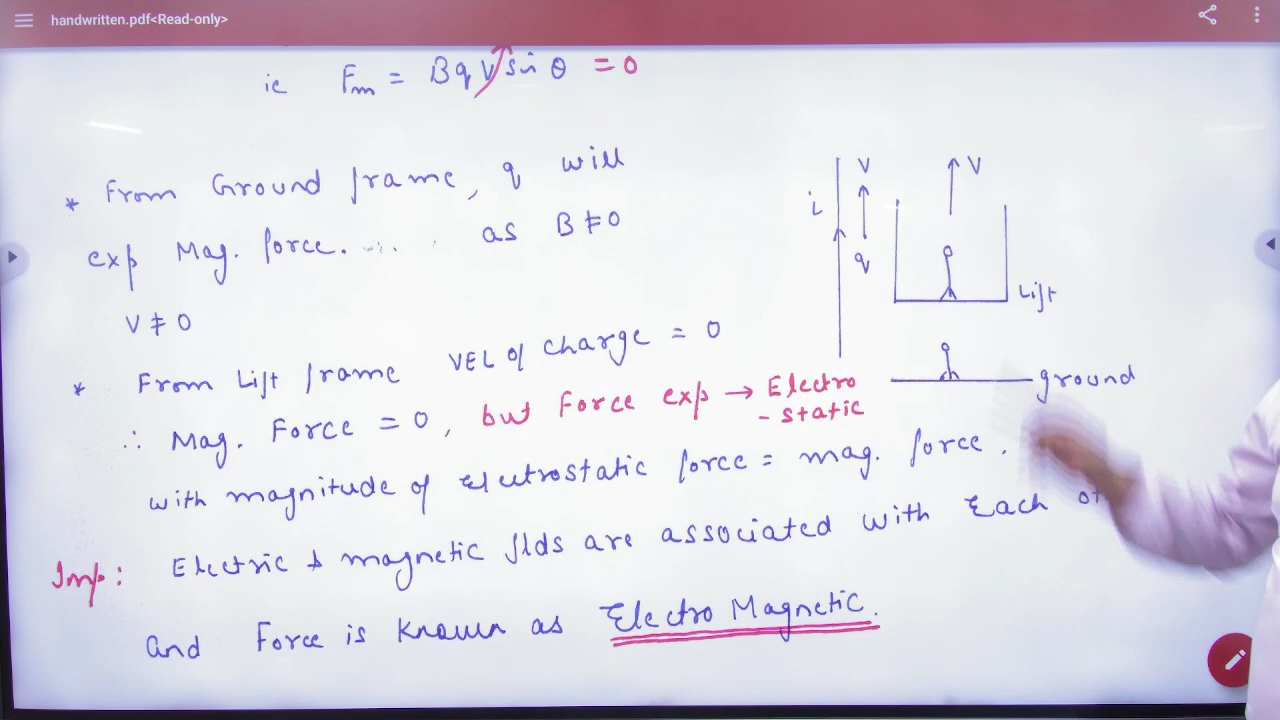 handwritten.pdf<Read-only>
ie Fm = BqV sin θ = 0
* From Ground frame, q will
exp Mag. force. .... as B ≠ 0
V ≠ 0
* From Lift frame VEL of charge = 0
∴ Mag. Force = 0, but Force exp → Electro
- static
with magnitude of Electrostatic force = mag. force.
Imp: Electric & magnetic flds are associated with Each
and Force is known as Electro Magnetic.
i
V
q
V
Lift
ground